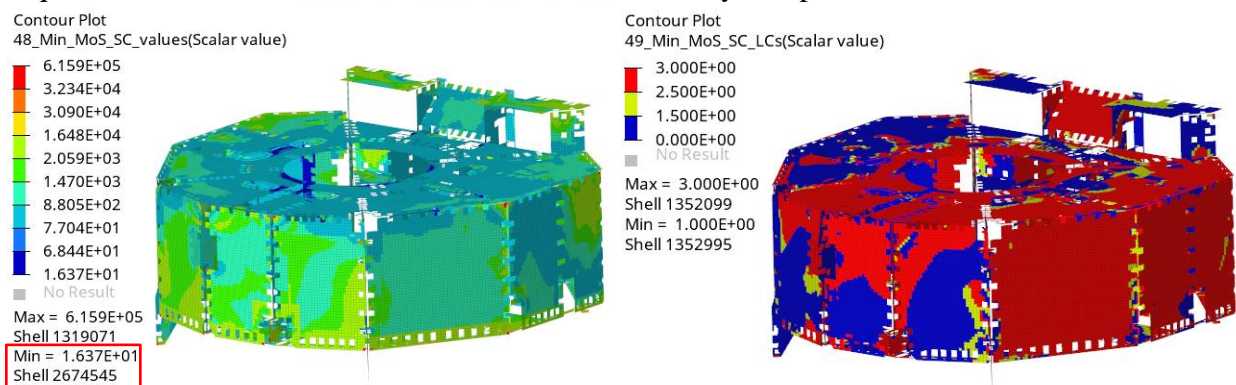 Contour Plot
48_Min_MoS_SC_values(Scalar value)
6.159E+05
3.234E+04
3.090E+04
1.648E+04
2.059E+03
1.470E+03
8.805E+02
7.704E+01
6.844E+01
1.637E+01
No Result
Max = 6.159E+05
Shell 1319071
Min = 1.637E+01
Shell 2674545
Contour Plot
49_Min_MoS_SC_LCs(Scalar value)
3.000E+00
2.500E+00
1.500E+00
0.000E+00
No Result
Max = 3.000E+00
Shell 1352099
Min = 1.000E+00
Shell 1352995